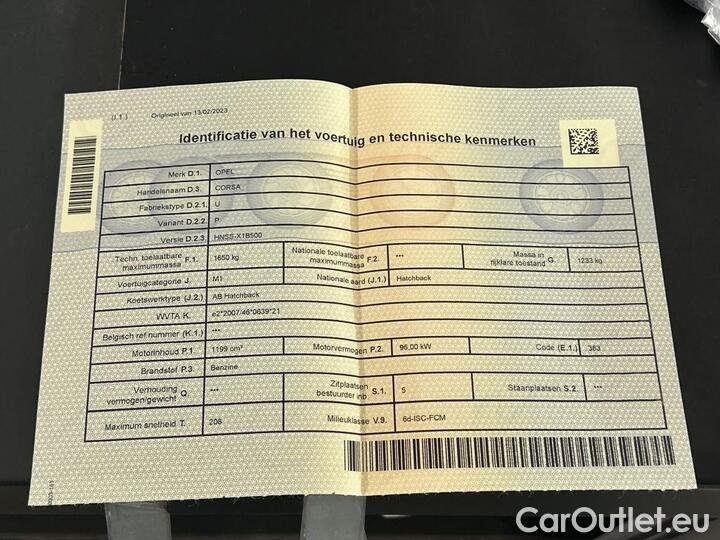 (I.1.) Origineel van 13/02/2023
Identificatie van het voertuig en technische kenmerken
Merk D.1. OPEL
Handelsnaam D.3. CORSA
Fabriekstype D.2.1. U
Variant D.2.2. P
Versie D.2.3. HNSS-X1B500
Techn. toelaatbare maximummassa F.1. 1650 kg Nationale toelaatbare maximummassa F.2. *** Massa in rijklare toestand G. 1233 kg
Voertuigcategorie J. M1 Nationale aard (J.1.) Hatchback
Koetswerktype (J.2.) AB Hatchback
WVTA K. e2*2007/46*0639*21
Belgisch ref nummer (K.1.) ***
Motorinhoud P.1 1199 cm³ Motorvermogen P.2. 96,00 kW Code (E.1.) 383
Brandstof P.3. Benzine
Verhouding vermogen/gewicht Q *** Zitplaatsen bestuurder inb S.1. 5 Staanplaatsen S.2. ***
Maximum snelheid T. 208 Milieuklasse V.9. 6d-ISC-FCM
CarOutlet.eu